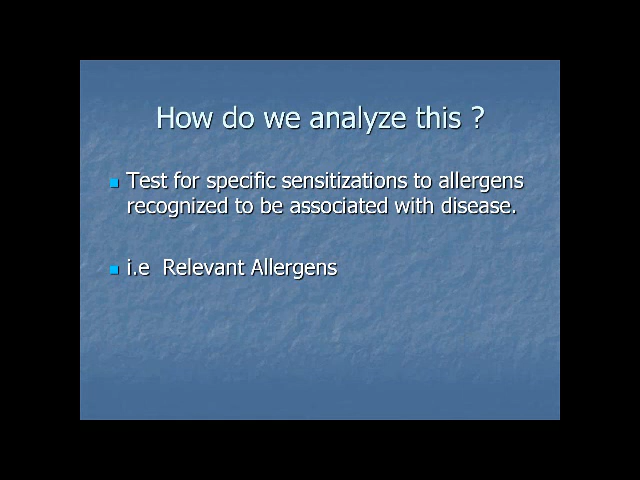 How do we analyze this ?
Test for specific sensitizations to allergens
recognized to be associated with disease.
i.e  Relevant Allergens